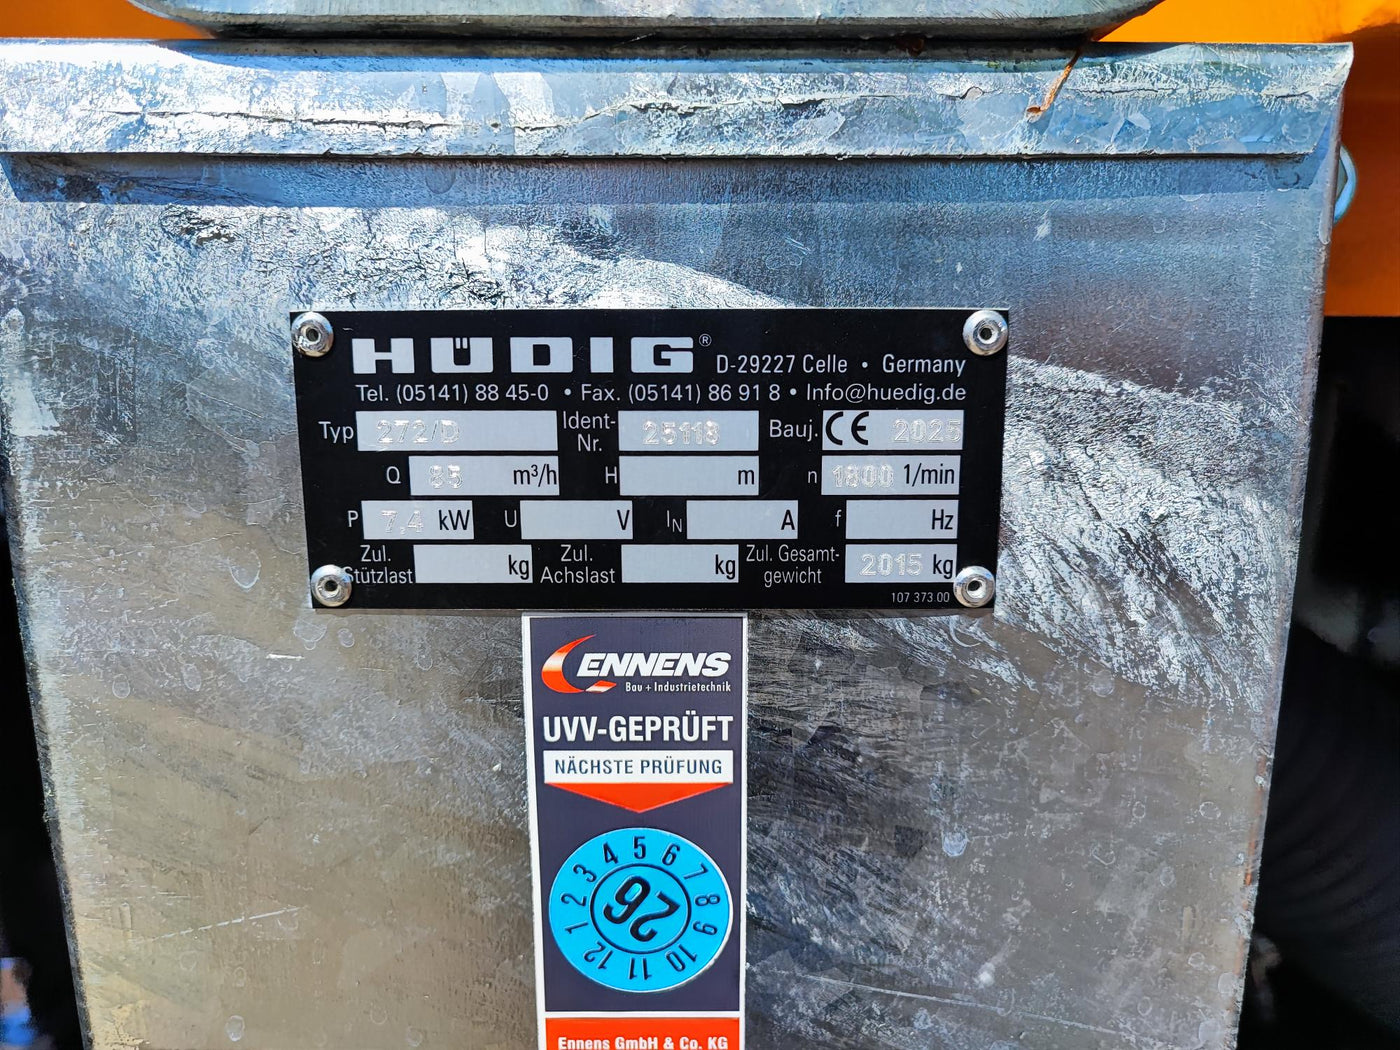 HÜDIG® D-29227 Celle • Germany
Tel. (05141) 88 45-0 • Fax. (05141) 86 91 8 • Info@huedig.de
Typ 272/D Ident-Nr. 25118 Bauj. CE 2025
Q 85 m³/h H m n 1800 1/min
P 7,4 kW U V IN A f Hz
Zul. Stützlast kg Zul. Achslast kg Zul. Gesamt-gewicht 2015 kg
107 373.00
ENNENS
Bau + Industrietechnik
UVV-GEPRÜFT
NÄCHSTE PRÜFUNG
1 2 3 4 5 6 7 8 9 10 11 12
26
Ennens GmbH & Co. KG